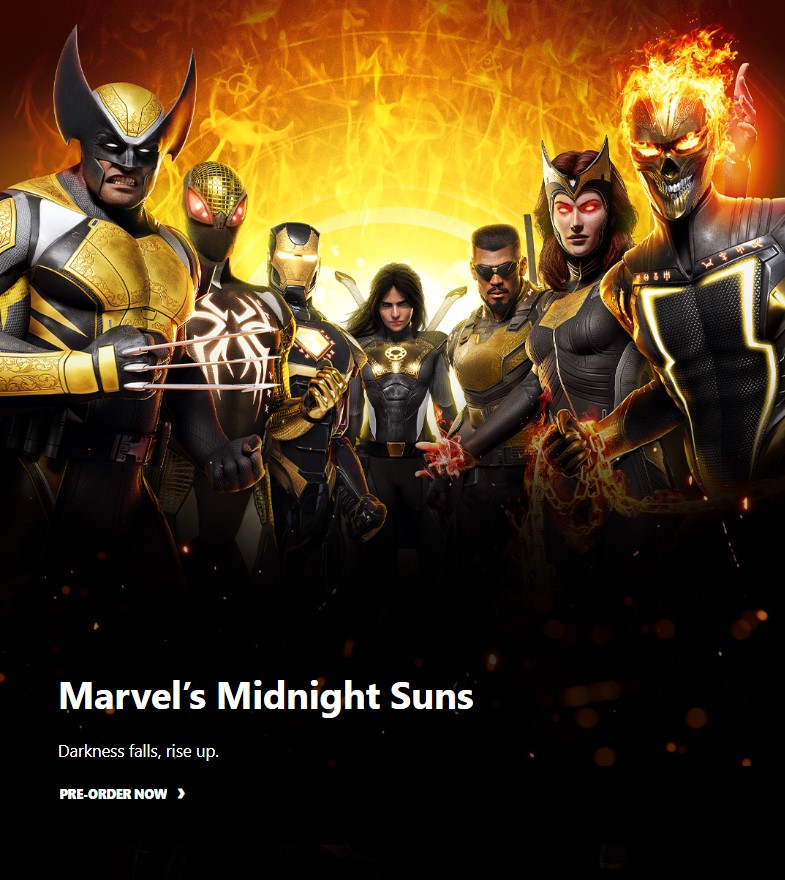 Marvel’s Midnight Suns
Darkness falls, rise up.
PRE-ORDER NOW ❯